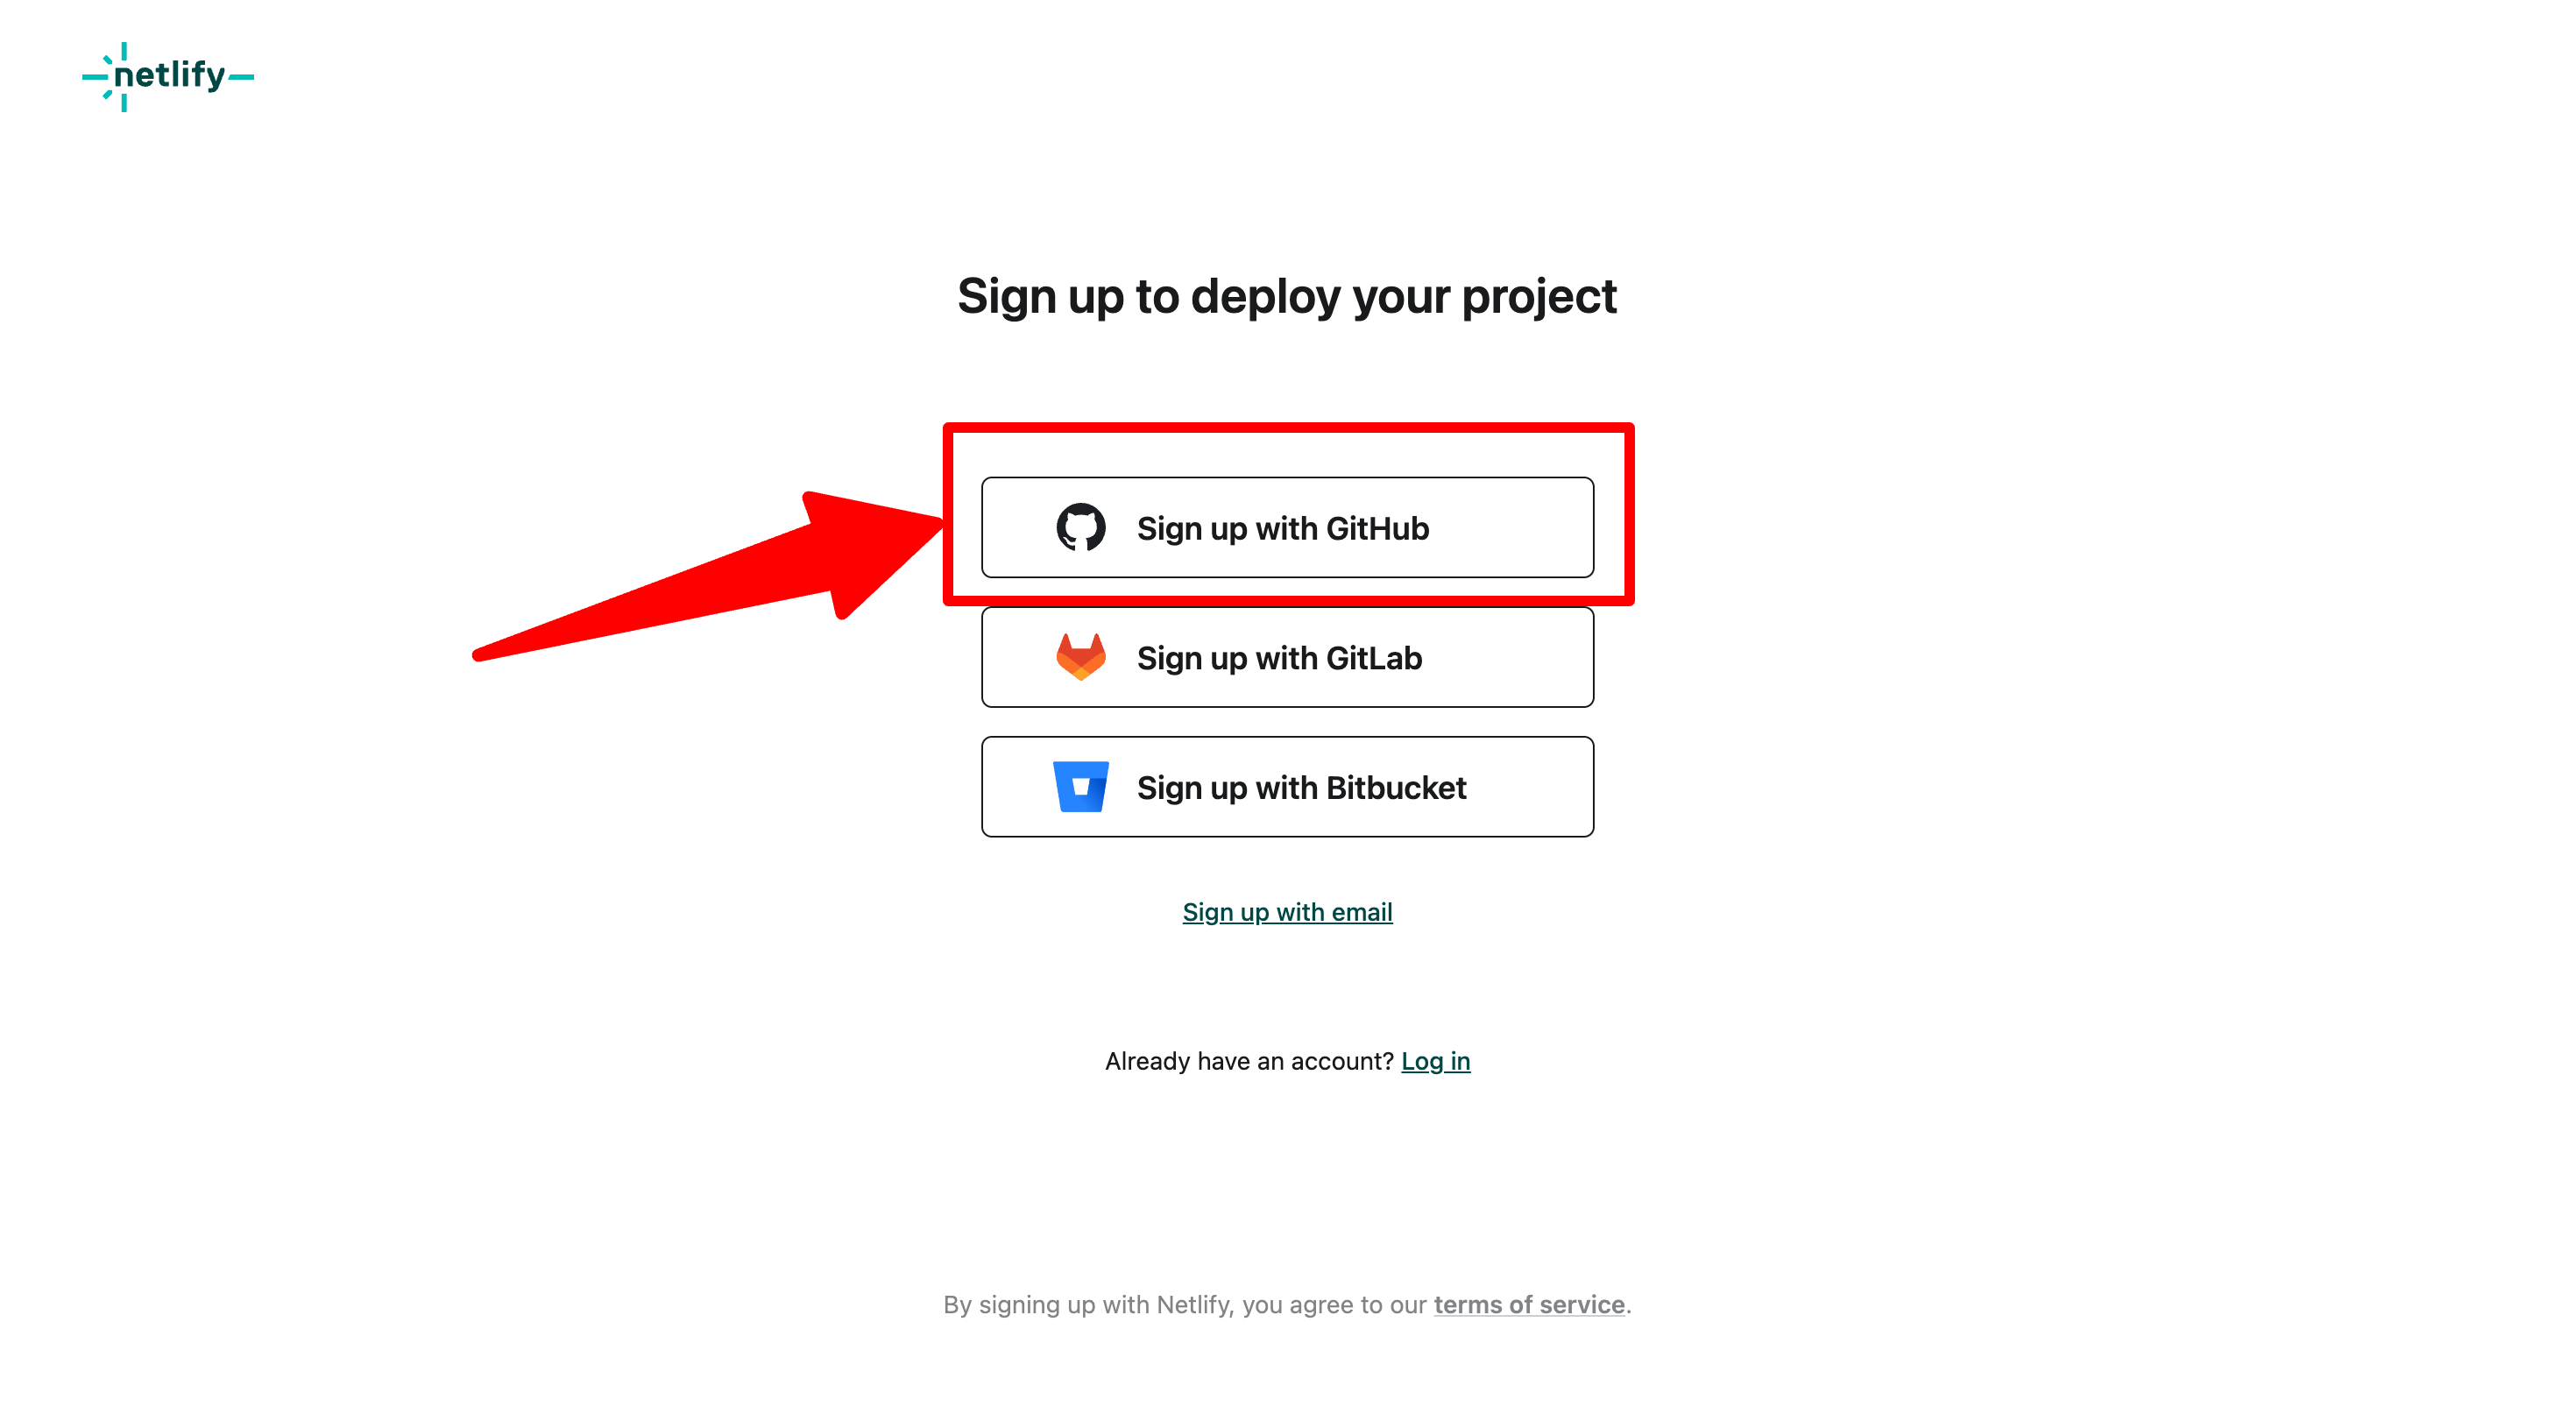 netlify
Sign up to deploy your project
Sign up with GitHub
Sign up with GitLab
Sign up with Bitbucket
Sign up with email
Already have an account? Log in
By signing up with Netlify, you agree to our terms of service.